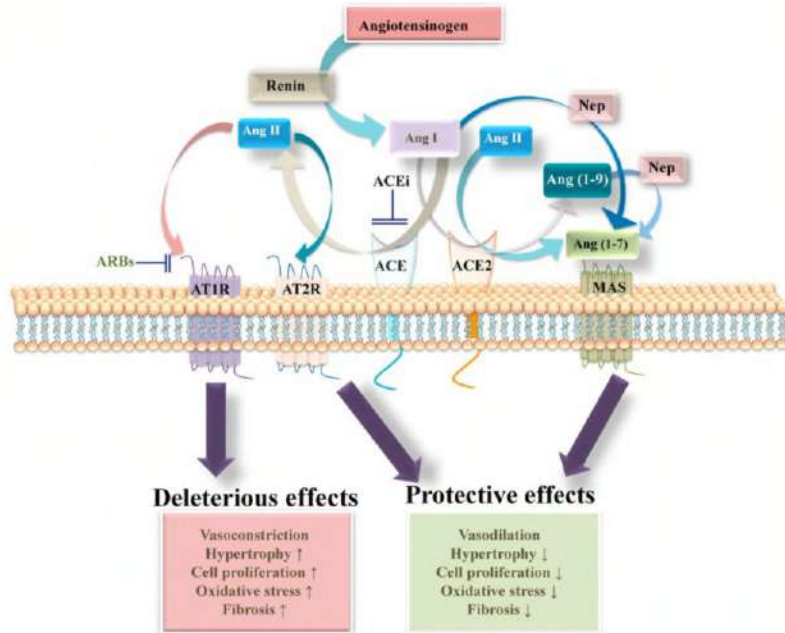 Angiotensinogen
Renin
Nep
Ang II
Ang I
Ang II
Nep
ACEi
Ang (1-9)
ARBs
Ang (1-7)
ACE
ACE2
AT1R
AT2R
MAS
Deleterious effects
Vasoconstriction
Hypertrophy ↑
Cell proliferation ↑
Oxidative stress ↑
Fibrosis ↑
Protective effects
Vasodilation
Hypertrophy ↓
Cell proliferation ↓
Oxidative stress ↓
Fibrosis ↓